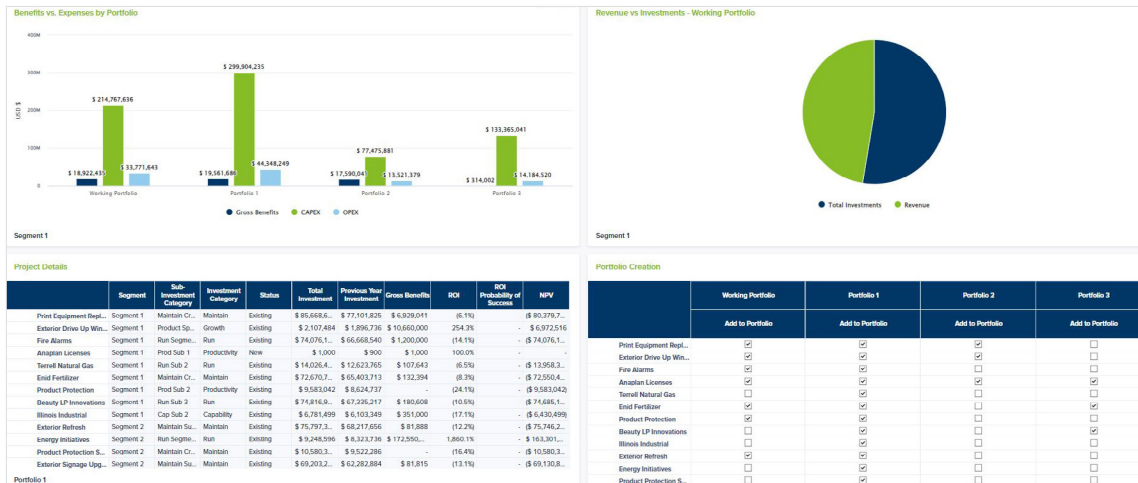 Benefits vs. Expenses by Portfolio
400M
300M
200M
100M
0
USD $
$ 214,767,636
$ 18,922,435
$ 33,771,643
$ 299,904,235
$ 19,561,686
$ 44,348,249
$ 77,475,881
$ 17,590,041
$ 13,521,379
$ 133,365,041
$ 314,002
$ 14,184,520
Working Portfolio Portfolio 1 Portfolio 2 Portfolio 3
Gross Benefits CAPEX OPEX
Segment 1
Revenue vs Investments - Working Portfolio
Total Investments Revenue
Segment 1
Project Details
Segment Sub-Investment Category Investment Category Status Total Investment Previous Year Investment Gross Benefits ROI ROI Probability of Success NPV
Print Equipment Repl... Segment 1 Maintain Cr... Maintain Existing $ 85,668,6... $ 77,101,825 $ 6,929,041 (6.1%) ($ 80,379,7...
Exterior Drive Up Win... Segment 1 Product Sp... Growth Existing $ 2,107,484 $ 1,896,736 $ 10,660,000 254.3% - $ 6,972,516
Fire Alarms Segment 1 Run Segme... Run Existing $ 74,076,1... $ 66,668,540 $ 1,200,000 (14.1%) - ($ 74,076,1...
Anaplan Licenses Segment 1 Prod Sub 1 Productivity New $ 1,000 $ 900 $ 1,000 100.0% - -
Terrell Natural Gas Segment 1 Run Sub 2 Run Existing $ 14,026,4... $ 12,623,765 $ 107,643 (6.5%) - ($ 13,958,3...
Enid Fertilizer Segment 1 Maintain Cr... Maintain Existing $ 72,670,7... $ 65,403,713 $ 132,394 (8.3%) - ($ 72,550,4...
Product Protection Segment 1 Prod Sub 2 Productivity Existing $ 9,583,042 $ 8,624,737 - (24.1%) - ($ 9,583,042)
Beauty LP Innovations Segment 1 Run Sub 3 Run Existing $ 74,816,9... $ 67,335,217 $ 180,608 (10.5%) - ($ 74,685,1...
Illinois Industrial Segment 1 Cap Sub 2 Capability Existing $ 6,781,499 $ 6,103,349 $ 351,000 (17.1%) - ($ 6,430,499)
Exterior Refresh Segment 2 Maintain Su... Maintain Existing $ 75,797,3... $ 68,217,656 $ 81,888 (12.2%) - ($ 75,746,2...
Energy Initiatives Segment 2 Run Segme... Run Existing $ 9,248,596 $ 8,323,736 $ 172,550,... 1,860.1% - $ 163,301,...
Product Protection S... Segment 2 Maintain Su... Maintain Existing $ 10,580,3... $ 9,522,286 - (16.4%) - ($ 10,580,3...
Exterior Signage Upg... Segment 2 Maintain Su... Maintain Existing $ 69,203,2... $ 62,282,884 $ 81,815 (13.1%) - ($ 69,130,8...
Portfolio 1
Portfolio Creation
Working Portfolio Portfolio 1 Portfolio 2 Portfolio 3
Add to Portfolio Add to Portfolio Add to Portfolio Add to Portfolio
Print Equipment Repl...
Exterior Drive Up Win...
Fire Alarms
Anaplan Licenses
Terrell Natural Gas
Enid Fertilizer
Product Protection
Beauty LP Innovations
Illinois Industrial
Exterior Refresh
Energy Initiatives
Product Protection S...